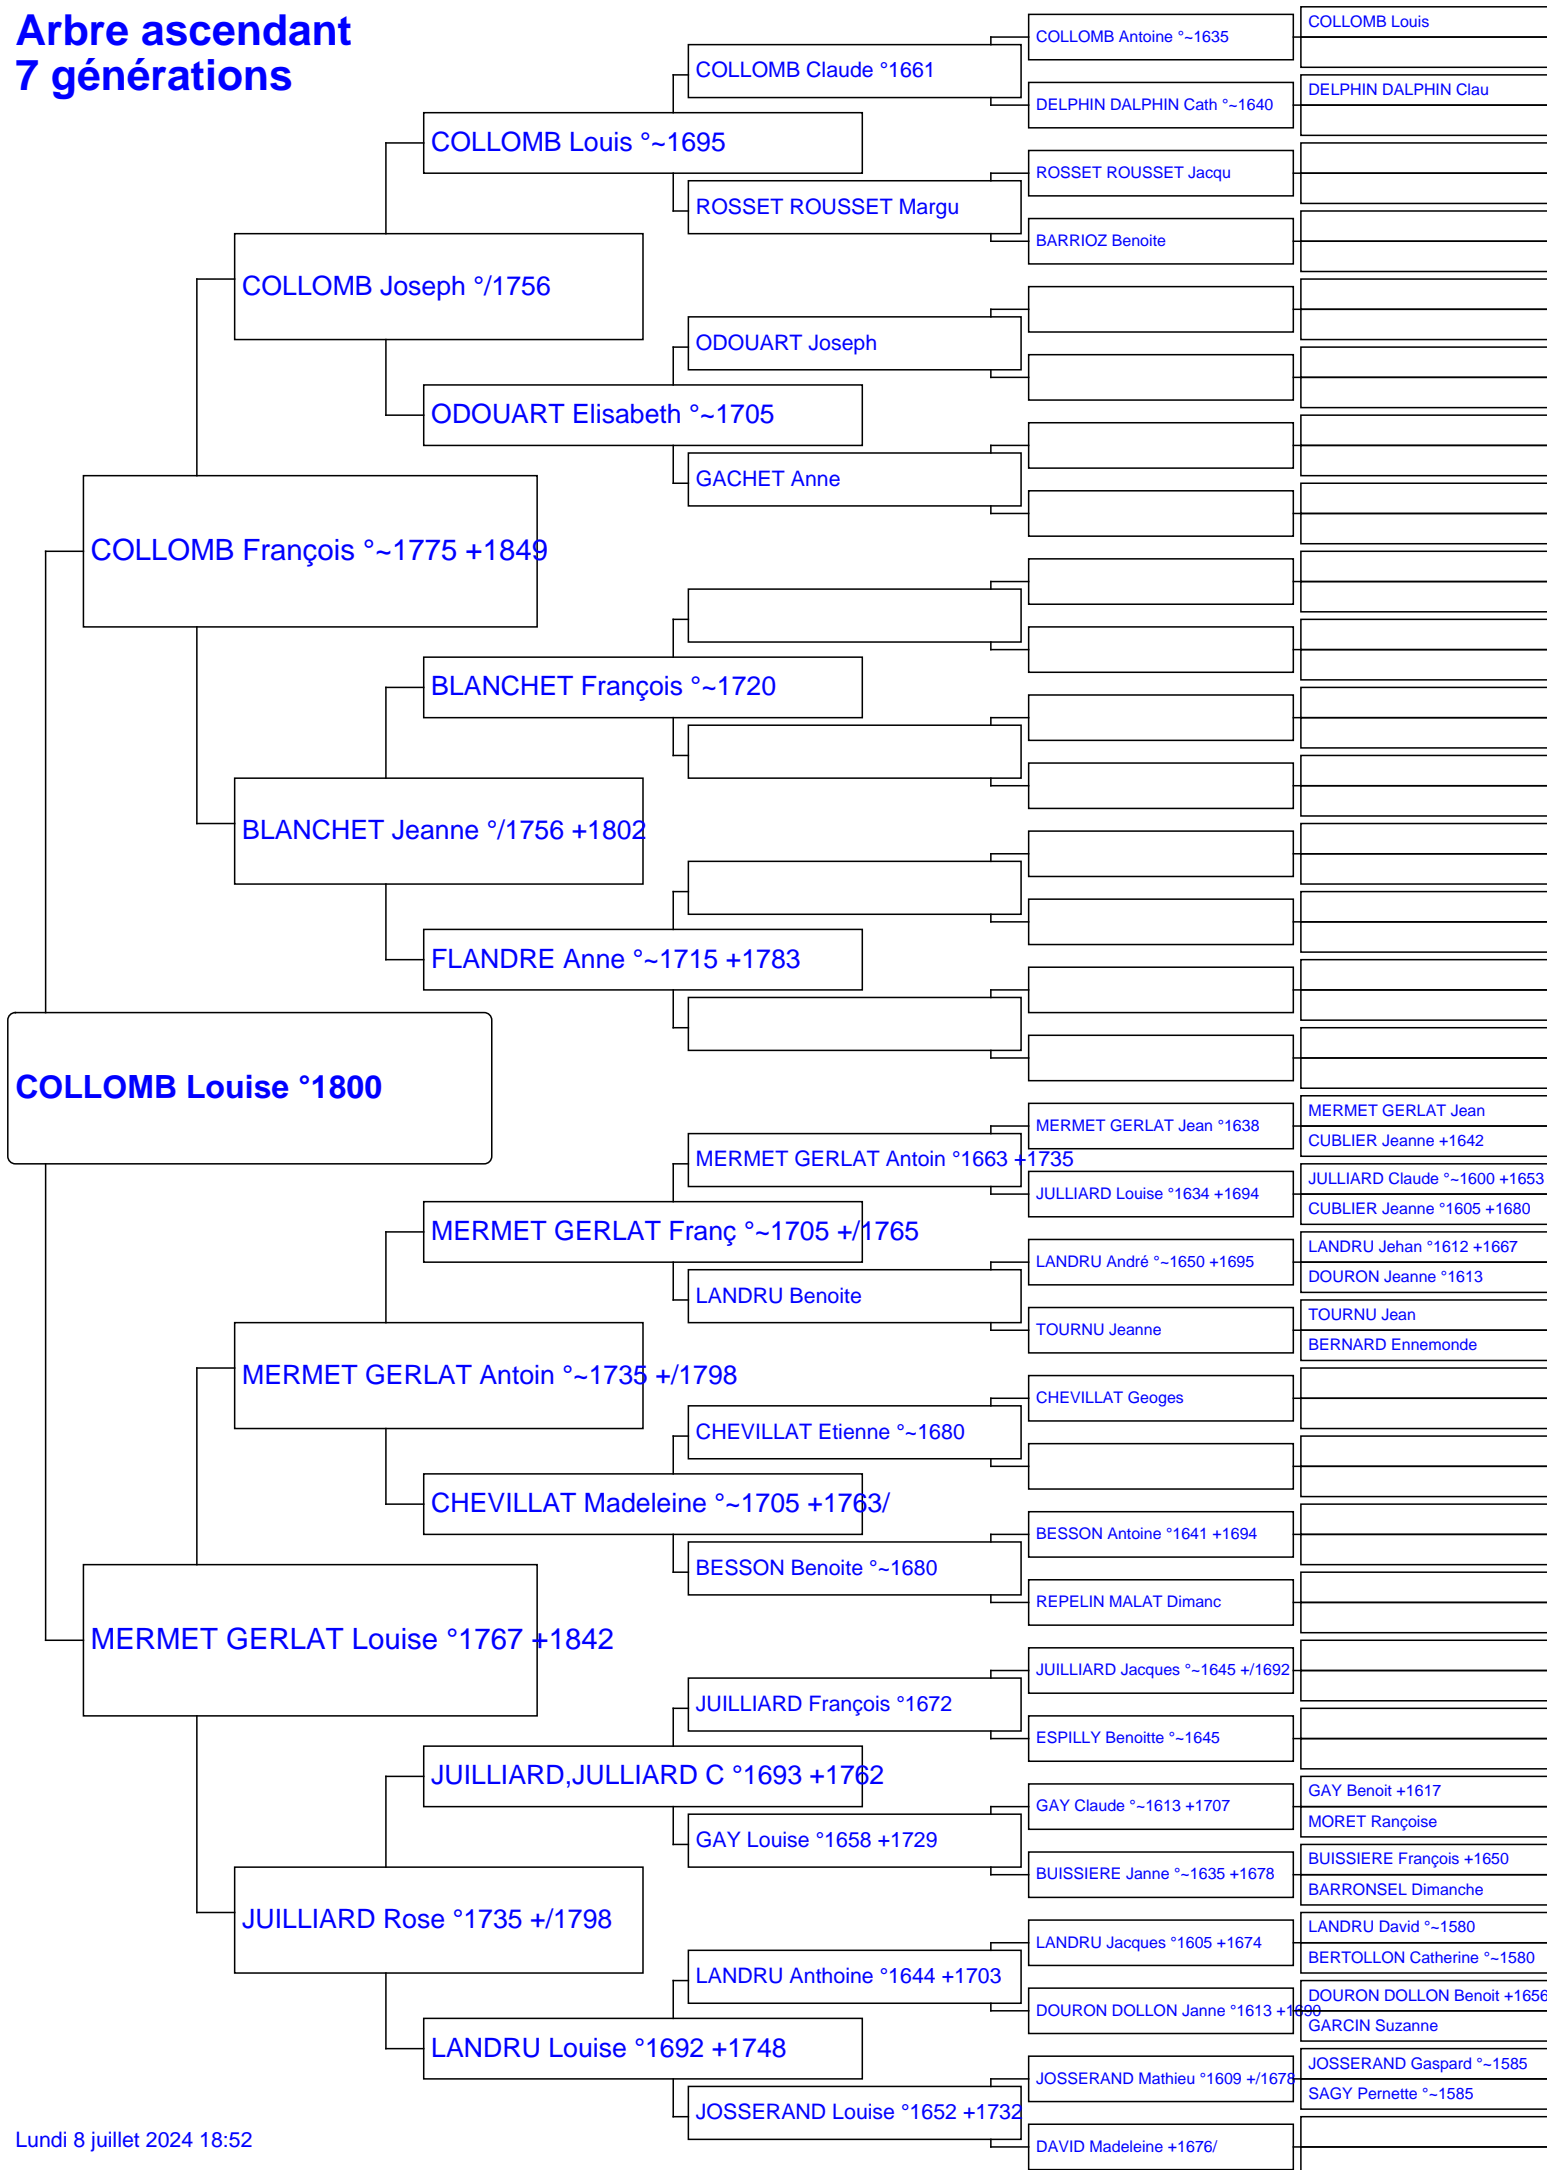 Arbre ascendant
7 générations
COLLOMB Louise °1800
COLLOMB François °~1775 +1849
MERMET GERLAT Louise °1767 +1842
COLLOMB Joseph °/1756
BLANCHET Jeanne °/1756 +1802
MERMET GERLAT Antoin °~1735 +/1798
JUILLIARD Rose °1735 +/1798
COLLOMB Louis °~1695
ODOUART Elisabeth °~1705
BLANCHET François °~1720
FLANDRE Anne °~1715 +1783
MERMET GERLAT Franç °~1705 +/1765
CHEVILLAT Madeleine °~1705 +1763/
JUILLIARD,JULLIARD C °1693 +1762
LANDRU Louise °1692 +1748
COLLOMB Claude °1661
ROSSET ROUSSET Margu
ODOUART Joseph
GACHET Anne
MERMET GERLAT Antoin °1663 +1735
LANDRU Benoite
CHEVILLAT Etienne °~1680
BESSON Benoite °~1680
JUILLIARD François °1672
GAY Louise °1658 +1729
LANDRU Anthoine °1644 +1703
JOSSERAND Louise °1652 +1732
COLLOMB Antoine °~1635
DELPHIN DALPHIN Cath °~1640
ROSSET ROUSSET Jacqu
BARRIOZ Benoite
MERMET GERLAT Jean °1638
JULLIARD Louise °1634 +1694
LANDRU André °~1650 +1695
TOURNU Jeanne
CHEVILLAT Geoges
BESSON Antoine °1641 +1694
REPELIN MALAT Dimanc
JUILLIARD Jacques °~1645 +/1692
ESPILLY Benoitte °~1645
GAY Claude °~1613 +1707
BUISSIERE Janne °~1635 +1678
LANDRU Jacques °1605 +1674
DOURON DOLLON Janne °1613 +1690
JOSSERAND Mathieu °1609 +/1678
DAVID Madeleine +1676/
COLLOMB Louis
DELPHIN DALPHIN Clau
MERMET GERLAT Jean
CUBLIER Jeanne +1642
JULLIARD Claude °~1600 +1653
CUBLIER Jeanne °1605 +1680
LANDRU Jehan °1612 +1667
DOURON Jeanne °1613
TOURNU Jean
BERNARD Ennemonde
GAY Benoit +1617
MORET Rançoise
BUISSIERE François +1650
BARRONSEL Dimanche
LANDRU David °~1580
BERTOLLON Catherine °~1580
DOURON DOLLON Benoit +1656
GARCIN Suzanne
JOSSERAND Gaspard °~1585
SAGY Pernette °~1585
Lundi 8 juillet 2024 18:52